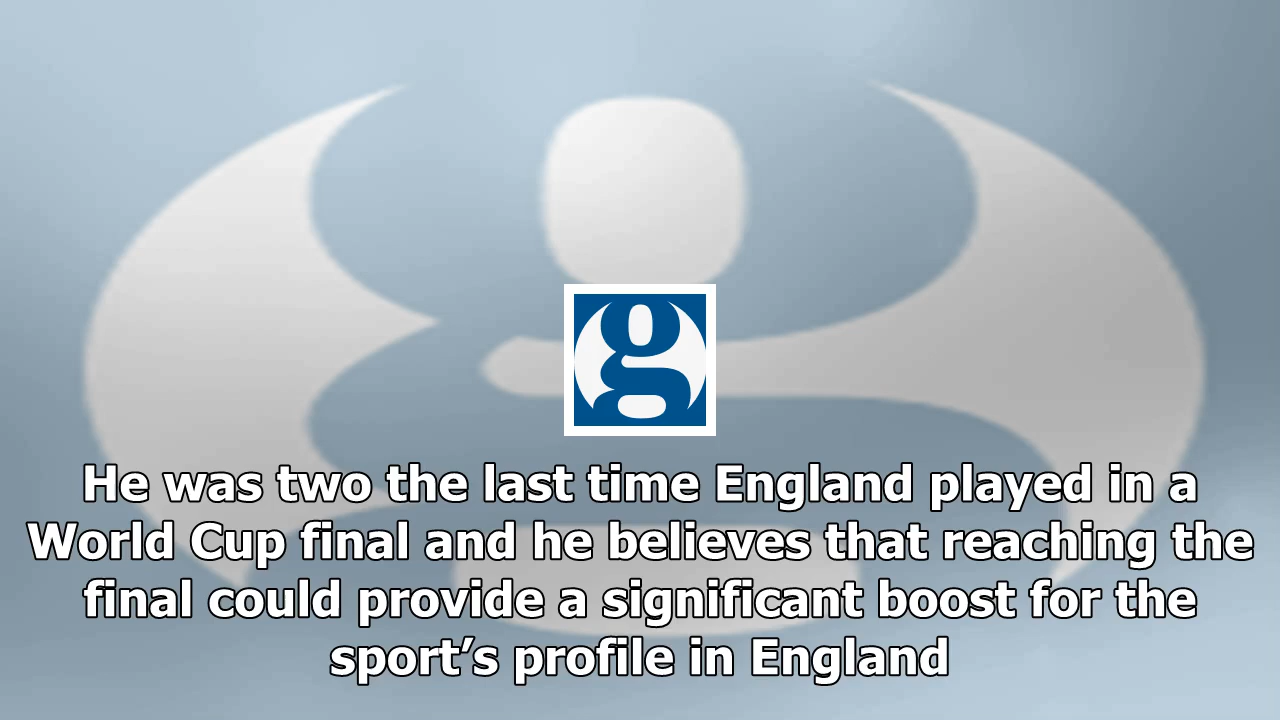 g
He was two the last time England played in a
World Cup final and he believes that reaching the
final could provide a significant boost for the
sport’s profile in England